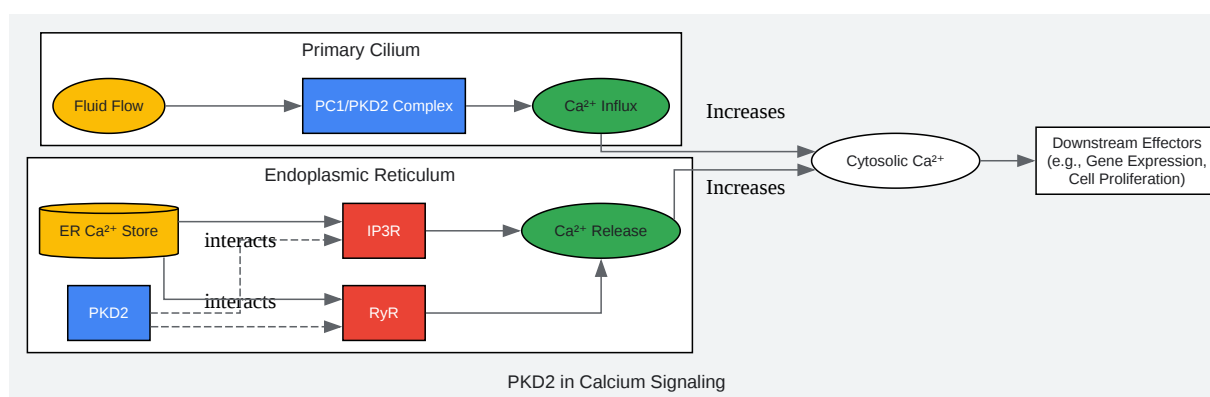 Primary Cilium
Fluid Flow
PC1/PKD2 Complex
Ca²⁺ Influx
Increases
Cytosolic Ca²⁺
Downstream Effectors
(e.g., Gene Expression,
Cell Proliferation)
Endoplasmic Reticulum
Increases
ER Ca²⁺ Store
interacts
IP3R
Ca²⁺ Release
interacts
PKD2
RyR
PKD2 in Calcium Signaling